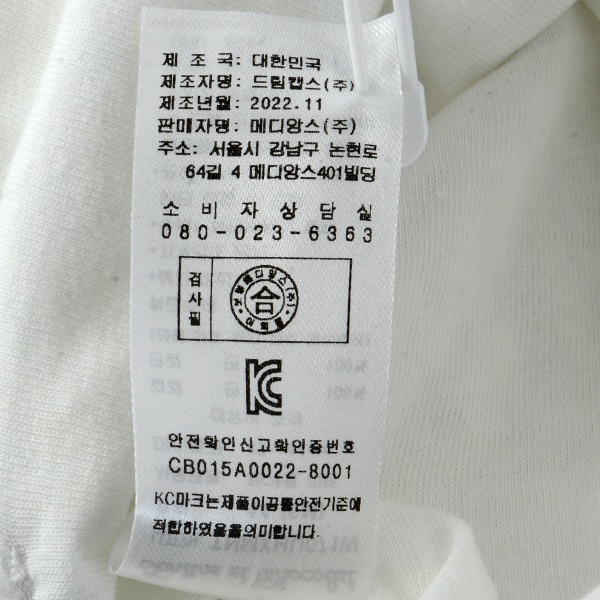 제 조 국: 대한민국
제조자명: 드림캡스(주)
제조년월: 2022.11
판매자명: 메디앙스(주)
주소: 서울시 강남구 논현로
64길 4 메디앙스401빌딩
소 비 자 상 담 실
080-023-6363
검사필
合
안전확인신고확인증번호
CB015A0022-8001
KC마크는제품이공통안전기준에
적합하였음을의미합니다.